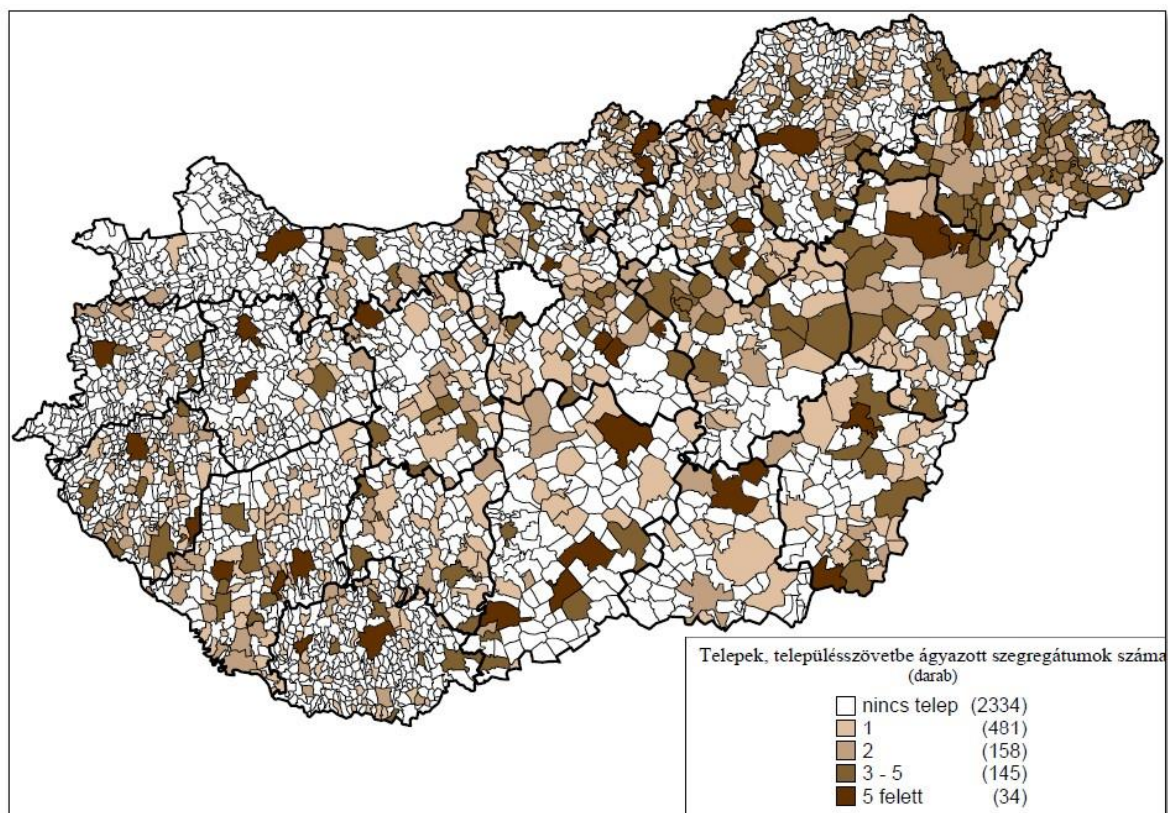 Telepek, településszövetbe ágyazott szegregátumok száma
(darab)
nincs telep (2334)
1 (481)
2 (158)
3 - 5 (145)
5 felett (34)